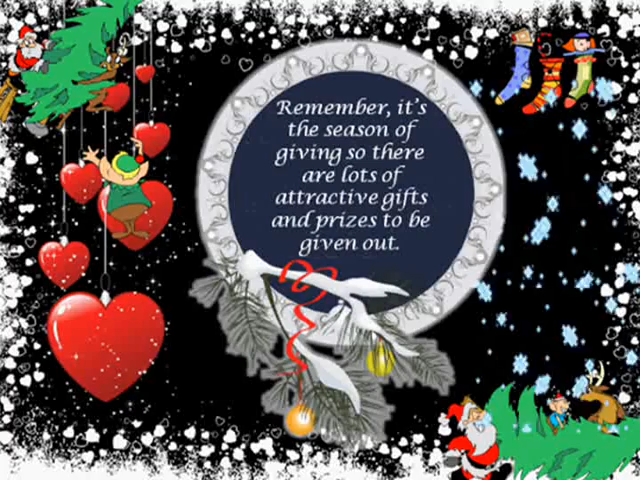 Remember, it's
the season of
giving so there
are lots of
attractive gifts
and prizes to be
given out.